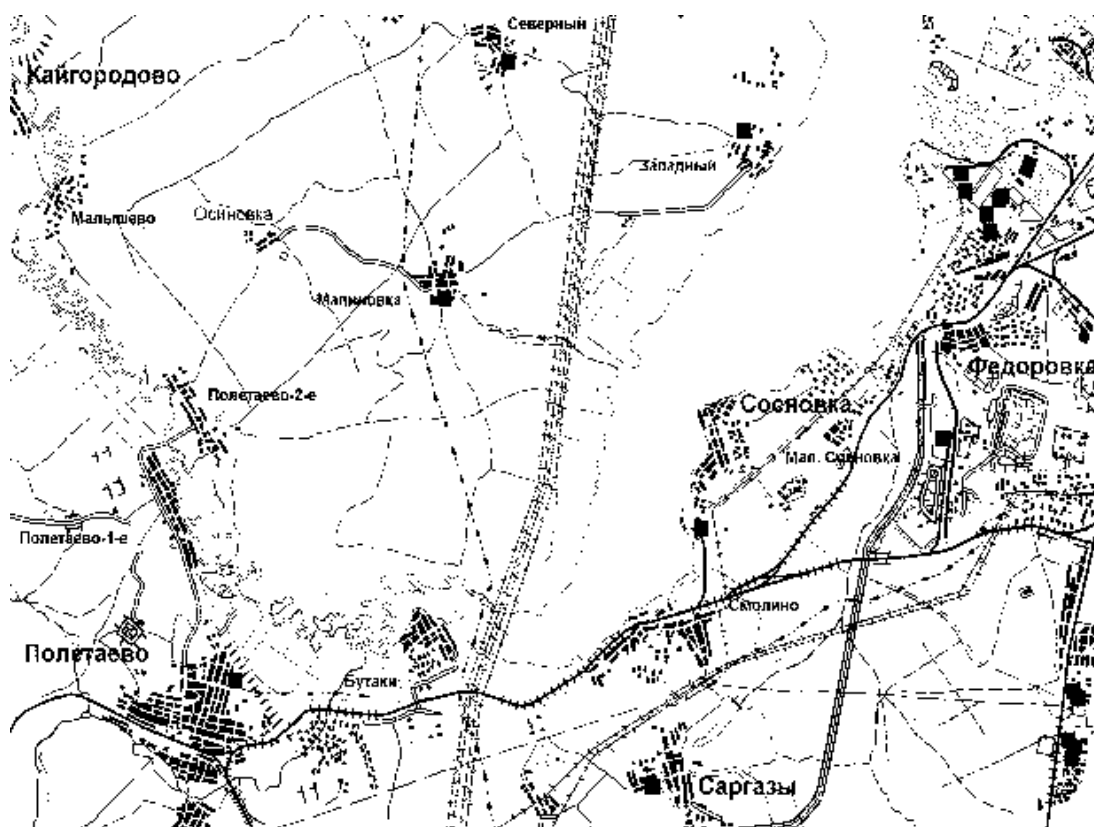 Северный
Кайгородово
Западный
Малышево
Осиновка
Малиновка
Федоровка
Полетаево-2-е
Сосновка
Мал. Сосновка
Полетаево-1-е
Смолино
Полетаево
Бутаки
Саргазы